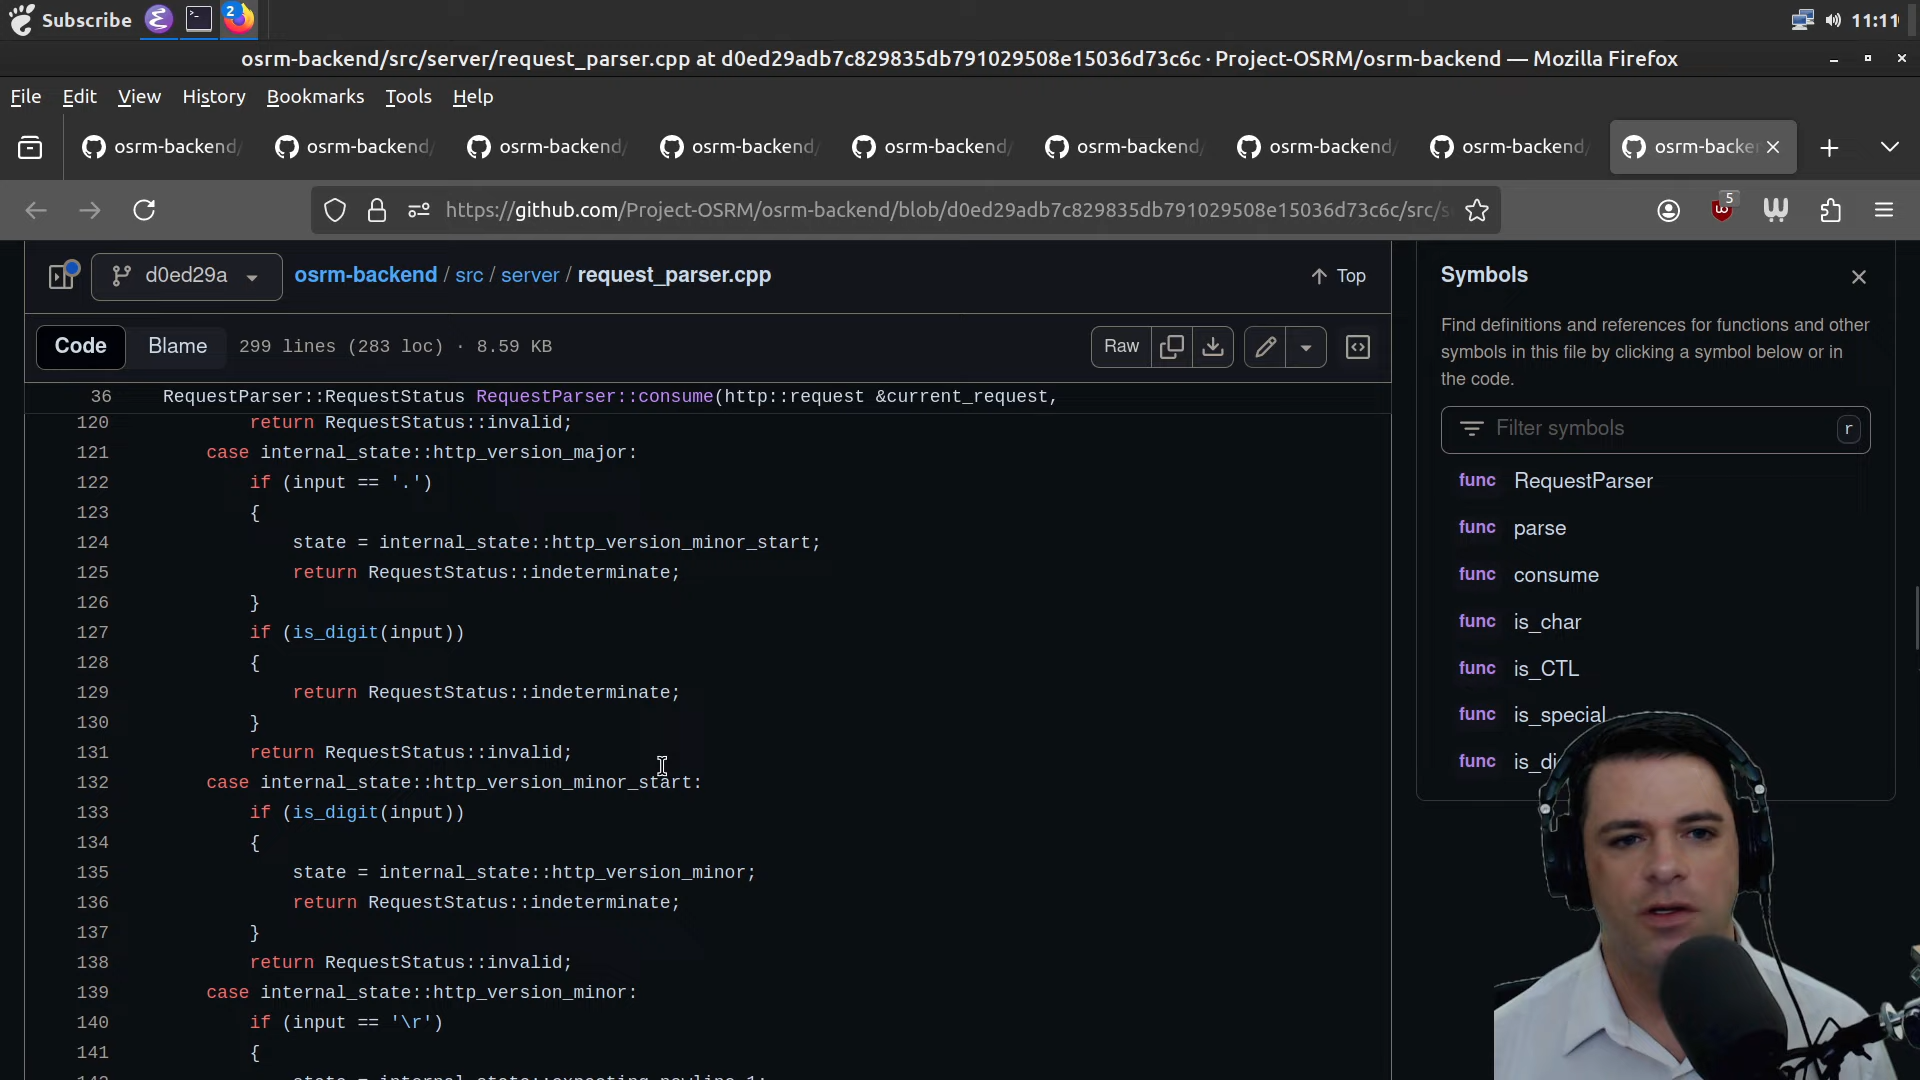 Subscribe
2
11:11
osrm-backend/src/server/request_parser.cpp at d0ed29adb7c829835db791029508e15036d73c6c · Project-OSRM/osrm-backend — Mozilla Firefox
File Edit View History Bookmarks Tools Help
osrm-backend/ osrm-backend/ osrm-backend/ osrm-backend/ osrm-backend/ osrm-backend/ osrm-backend/ osrm-backend/ osrm-backe
https://github.com/Project-OSRM/osrm-backend/blob/d0ed29adb7c829835db791029508e15036d73c6c/src/s
5
d0ed29a
osrm-backend / src / server / request_parser.cpp
Top
Code Blame 299 lines (283 loc) · 8.59 KB
Raw
36 RequestParser::RequestStatus RequestParser::consume(http::request &current_request,
120 return RequestStatus::invalid;
121 case internal_state::http_version_major:
122 if (input == '.')
123 {
124 state = internal_state::http_version_minor_start;
125 return RequestStatus::indeterminate;
126 }
127 if (is_digit(input))
128 {
129 return RequestStatus::indeterminate;
130 }
131 return RequestStatus::invalid;
132 case internal_state::http_version_minor_start:
133 if (is_digit(input))
134 {
135 state = internal_state::http_version_minor;
136 return RequestStatus::indeterminate;
137 }
138 return RequestStatus::invalid;
139 case internal_state::http_version_minor:
140 if (input == '\r')
141 {
Symbols
Find definitions and references for functions and other
symbols in this file by clicking a symbol below or in
the code.
Filter symbols
r
func RequestParser
func parse
func consume
func is_char
func is_CTL
func is_special
func is_di